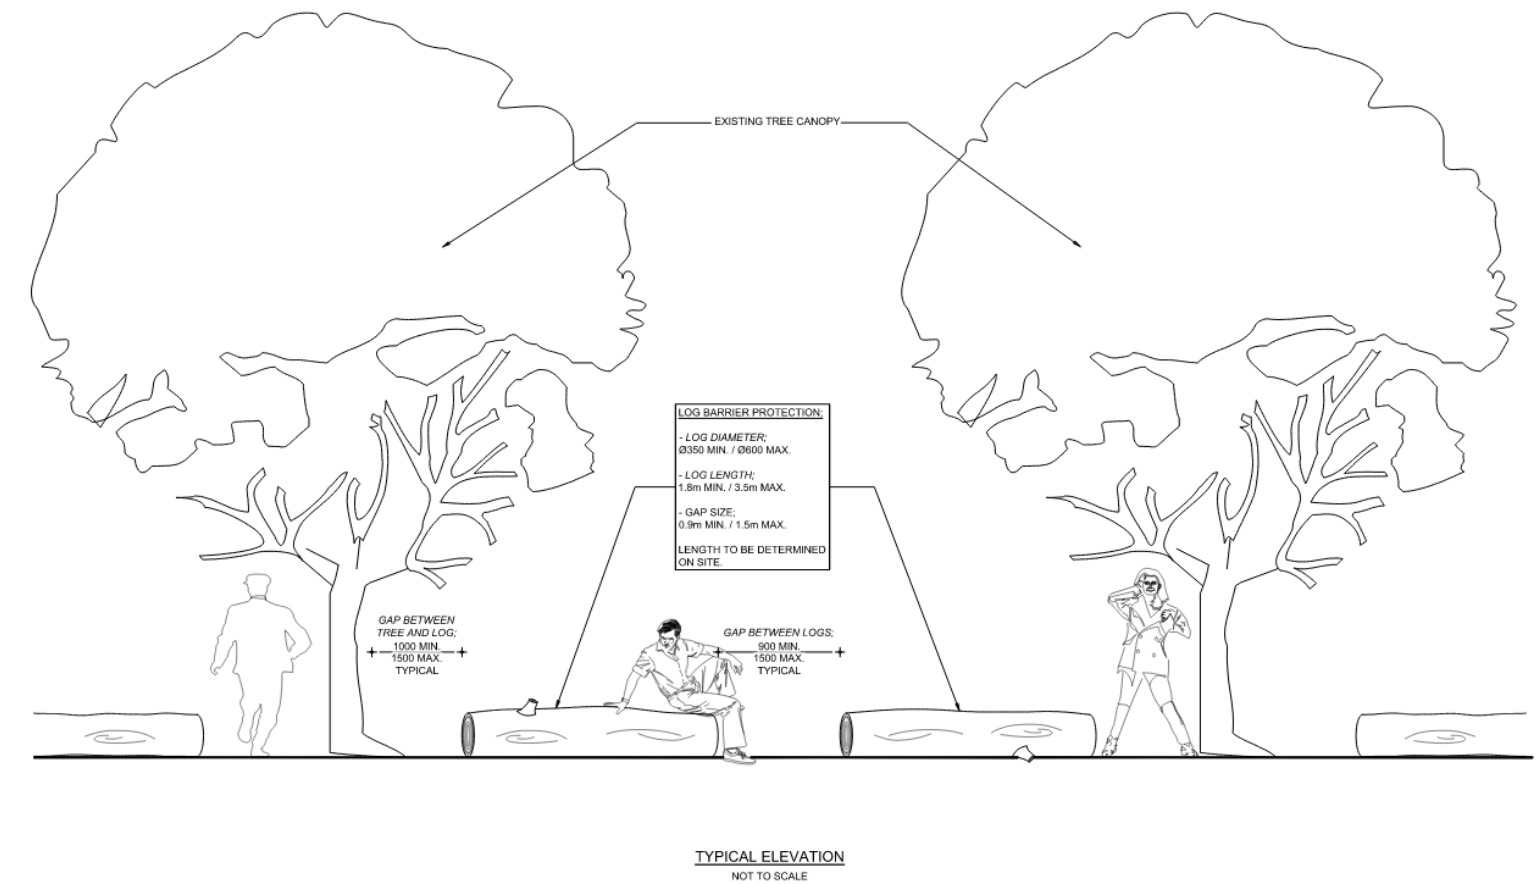 EXISTING TREE CANOPY
LOG BARRIER PROTECTION;
- LOG DIAMETER;
Ø350 MIN. / Ø600 MAX.
- LOG LENGTH;
1.8m MIN. / 3.5m MAX.
- GAP SIZE;
0.9m MIN. / 1.5m MAX.
LENGTH TO BE DETERMINED
ON SITE.
GAP BETWEEN
TREE AND LOG;
1000 MIN.
1500 MAX.
TYPICAL
GAP BETWEEN LOGS;
900 MIN.
1500 MAX.
TYPICAL
TYPICAL ELEVATION
NOT TO SCALE